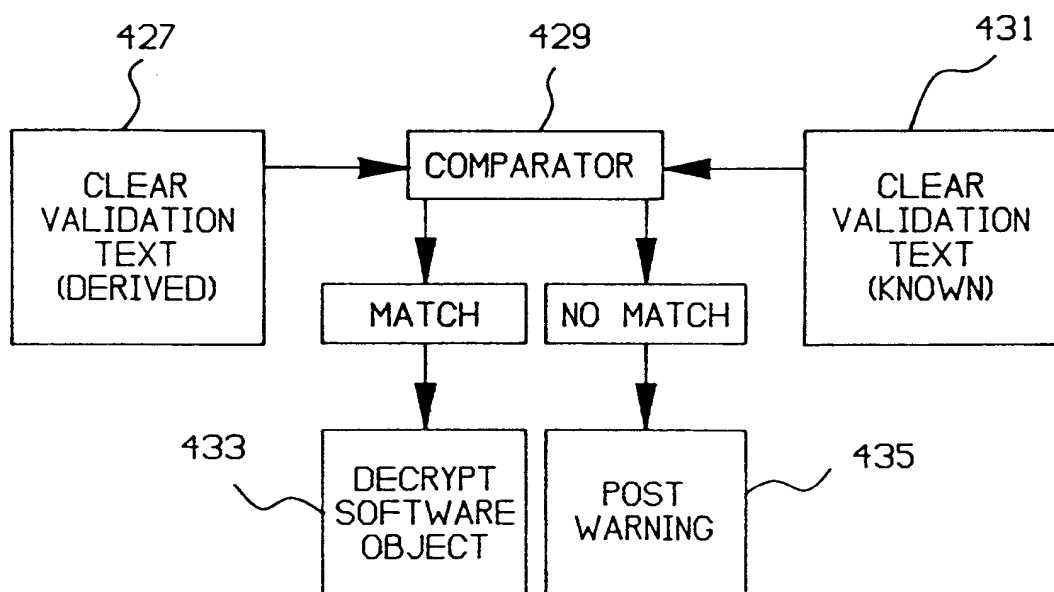 427
429
431
CLEAR
VALIDATION
TEXT
(DERIVED)
COMPARATOR
CLEAR
VALIDATION
TEXT
(KNOWN)
MATCH
NO MATCH
433
DECRYPT
SOFTWARE
OBJECT
POST
WARNING
435